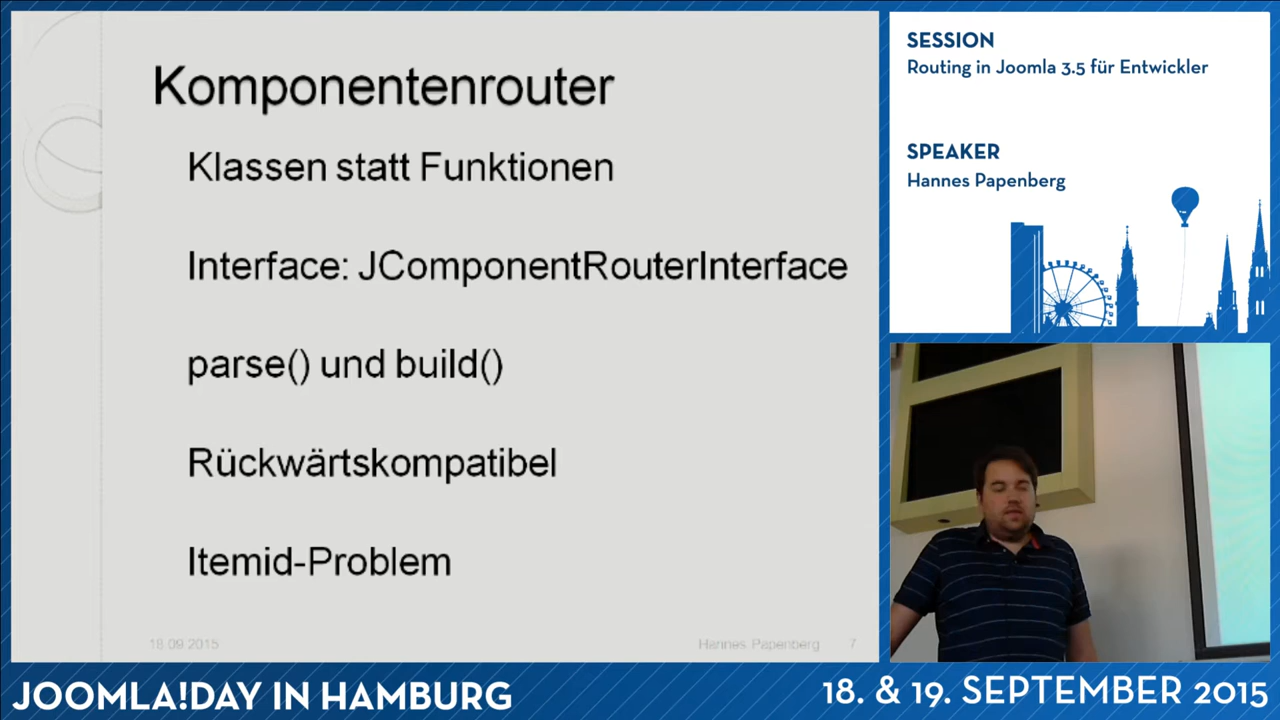 Komponentenrouter
Klassen statt Funktionen
Interface: JComponentRouterInterface
parse() und build()
Rückwärtskompatibel
Itemid-Problem
18.09.2015
Hannes Papenberg
7
SESSION
Routing in Joomla 3.5 für Entwickler
SPEAKER
Hannes Papenberg
JOOMLA!DAY IN HAMBURG
18. & 19. SEPTEMBER 2015